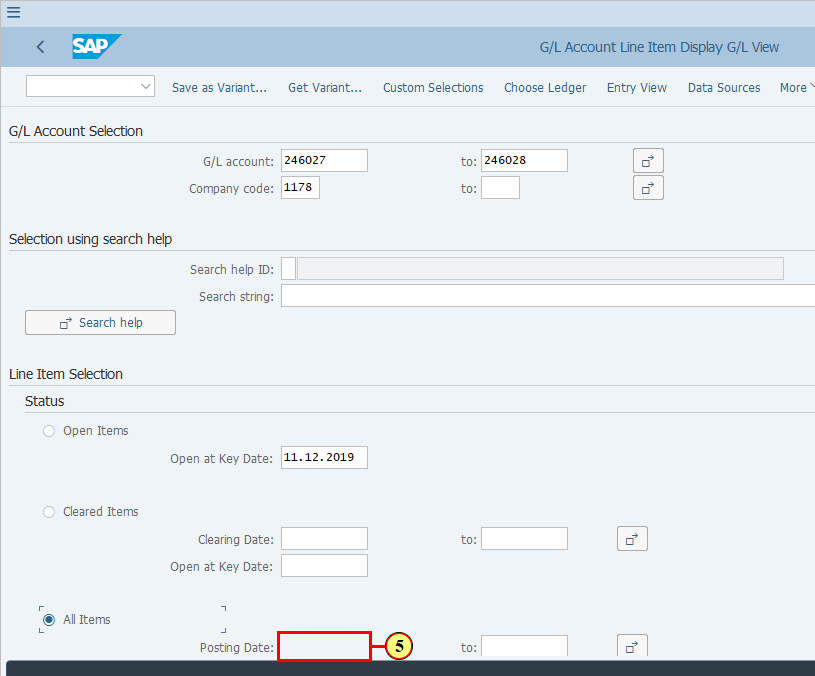 SAP
G/L Account Line Item Display G/L View
Save as Variant... Get Variant... Custom Selections Choose Ledger Entry View Data Sources More
G/L Account Selection
G/L account: 246027 to: 246028
Company code: 1178 to:
Selection using search help
Search help ID:
Search string:
Search help
Line Item Selection
Status
Open Items
Open at Key Date: 11.12.2019
Cleared Items
Clearing Date: to:
Open at Key Date:
All Items
Posting Date: 5 to: